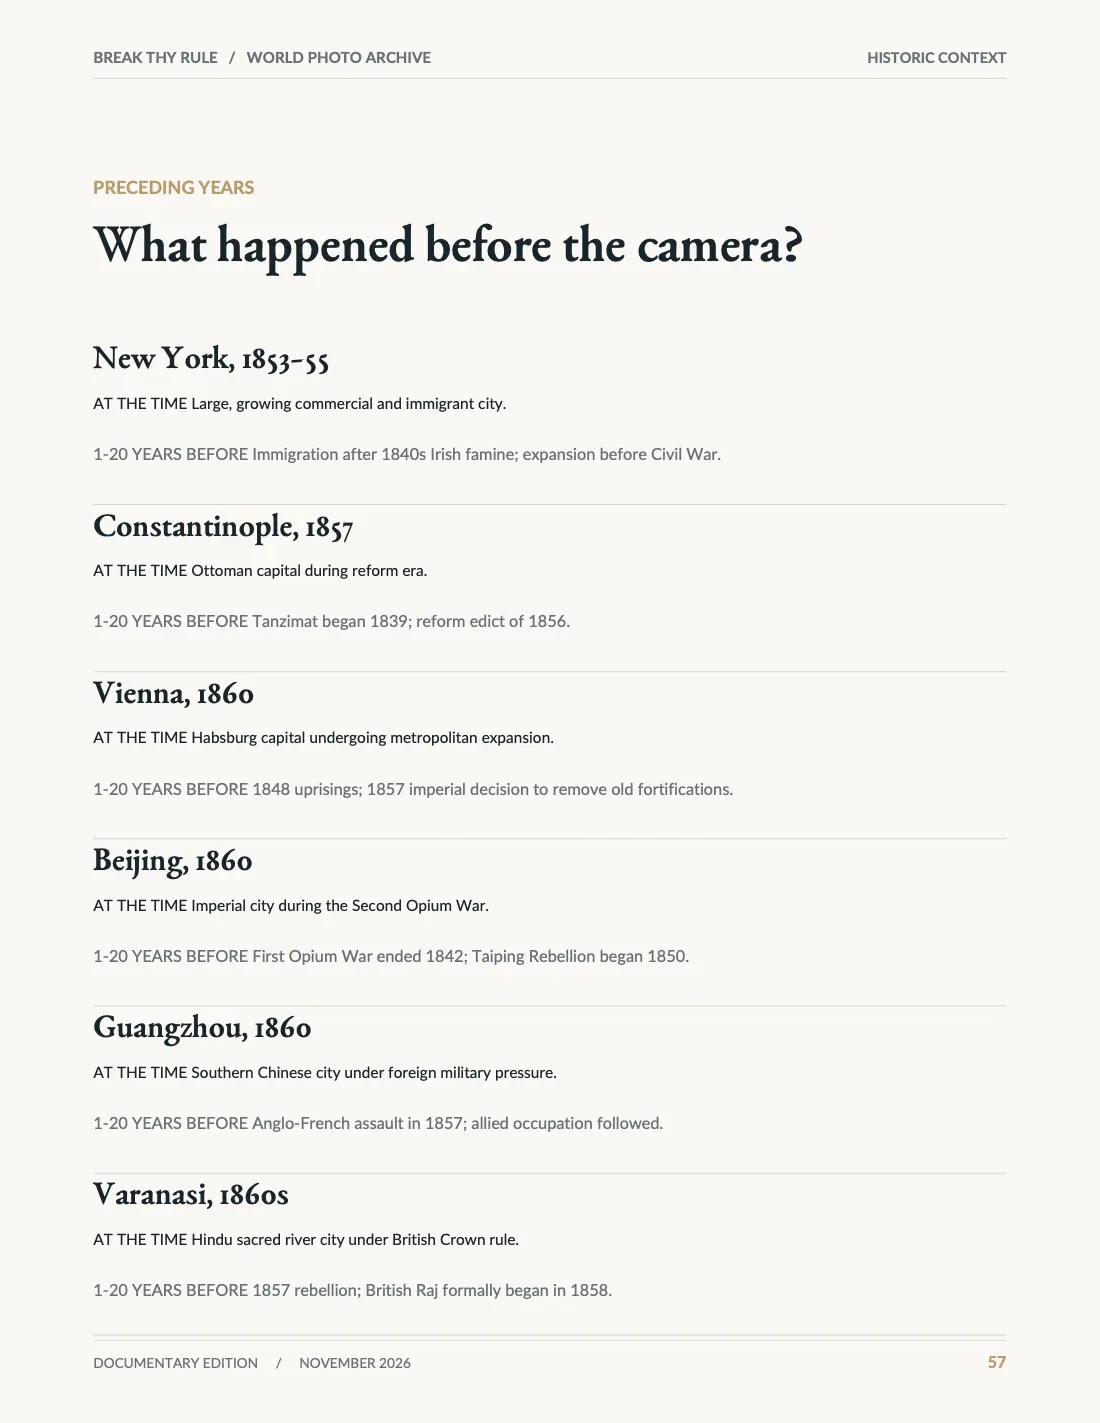 BREAK THY RULE / WORLD PHOTO ARCHIVE
HISTORIC CONTEXT
PRECEDING YEARS
What happened before the camera?
New York, 1853–55
AT THE TIME Large, growing commercial and immigrant city.
1-20 YEARS BEFORE Immigration after 1840s Irish famine; expansion before Civil War.
Constantinople, 1857
AT THE TIME Ottoman capital during reform era.
1-20 YEARS BEFORE Tanzimat began 1839; reform edict of 1856.
Vienna, 1860
AT THE TIME Habsburg capital undergoing metropolitan expansion.
1-20 YEARS BEFORE 1848 uprisings; 1857 imperial decision to remove old fortifications.
Beijing, 1860
AT THE TIME Imperial city during the Second Opium War.
1-20 YEARS BEFORE First Opium War ended 1842; Taiping Rebellion began 1850.
Guangzhou, 1860
AT THE TIME Southern Chinese city under foreign military pressure.
1-20 YEARS BEFORE Anglo-French assault in 1857; allied occupation followed.
Varanasi, 1860s
AT THE TIME Hindu sacred river city under British Crown rule.
1-20 YEARS BEFORE 1857 rebellion; British Raj formally began in 1858.
DOCUMENTARY EDITION / NOVEMBER 2026
57